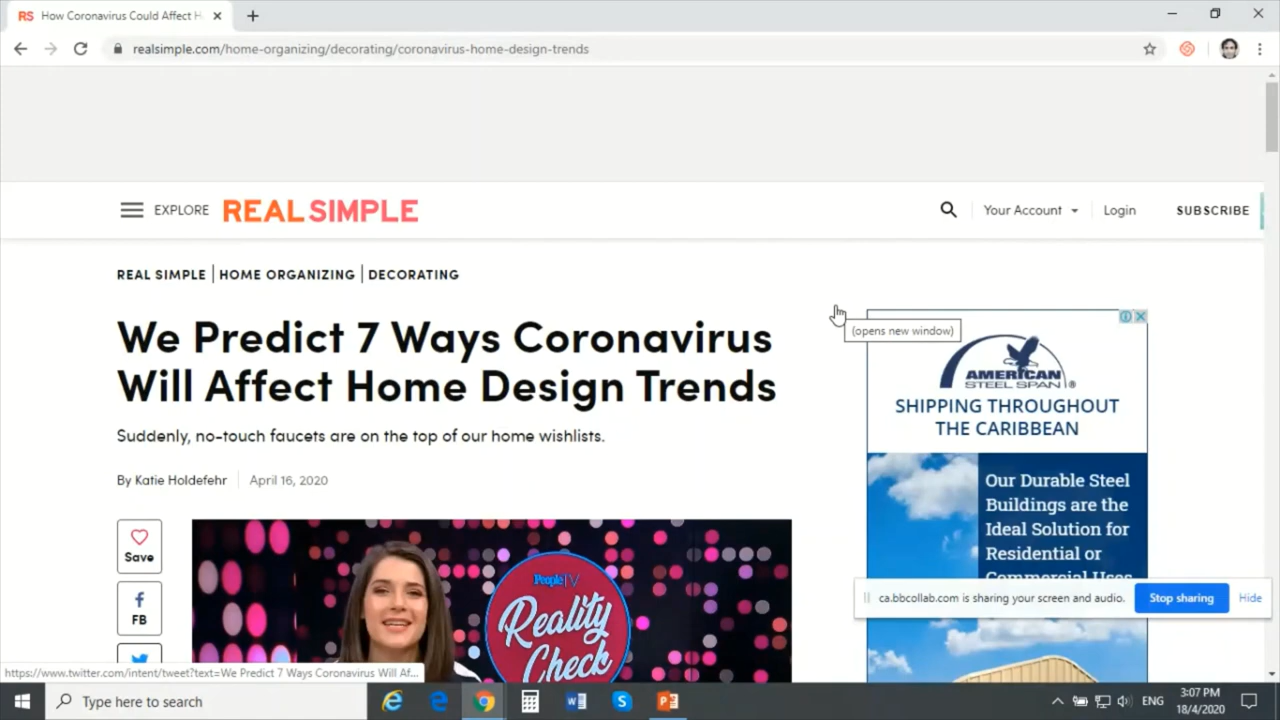 RS How Coronavirus Could Affect H
realsimple.com/home-organizing/decorating/coronavirus-home-design-trends
EXPLORE REAL SIMPLE
Your Account Login SUBSCRIBE
REAL SIMPLE HOME ORGANIZING DECORATING
We Predict 7 Ways Coronavirus
Will Affect Home Design Trends
Suddenly, no-touch faucets are on the top of our home wishlists.
By Katie Holdefehr April 16, 2020
Save
FB
PeopleTV
Reality
Check
(opens new window)
AMERICAN
STEEL SPAN®
SHIPPING THROUGHOUT
THE CARIBBEAN
Our Durable Steel
Buildings are the
Ideal Solution for
Residential or
Commercial Uses
ca.bbcollab.com is sharing your screen and audio. Stop sharing Hide
https://www.twitter.com/intent/tweet?text=We Predict 7 Ways Coronavirus Will Af...
Type here to search
ENG
3:07 PM
18/4/2020